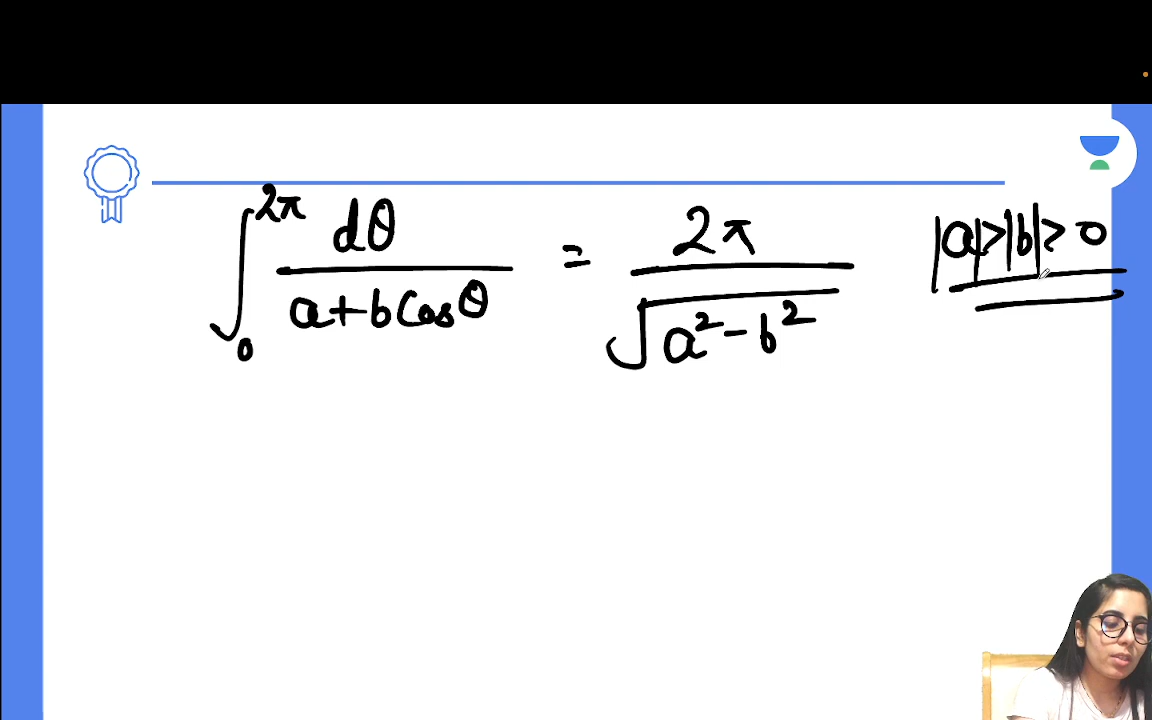 ∫₀^{2π} dθ / (a + b cosθ) = 2π / √(a² − b²)   |a| > |b| > 0